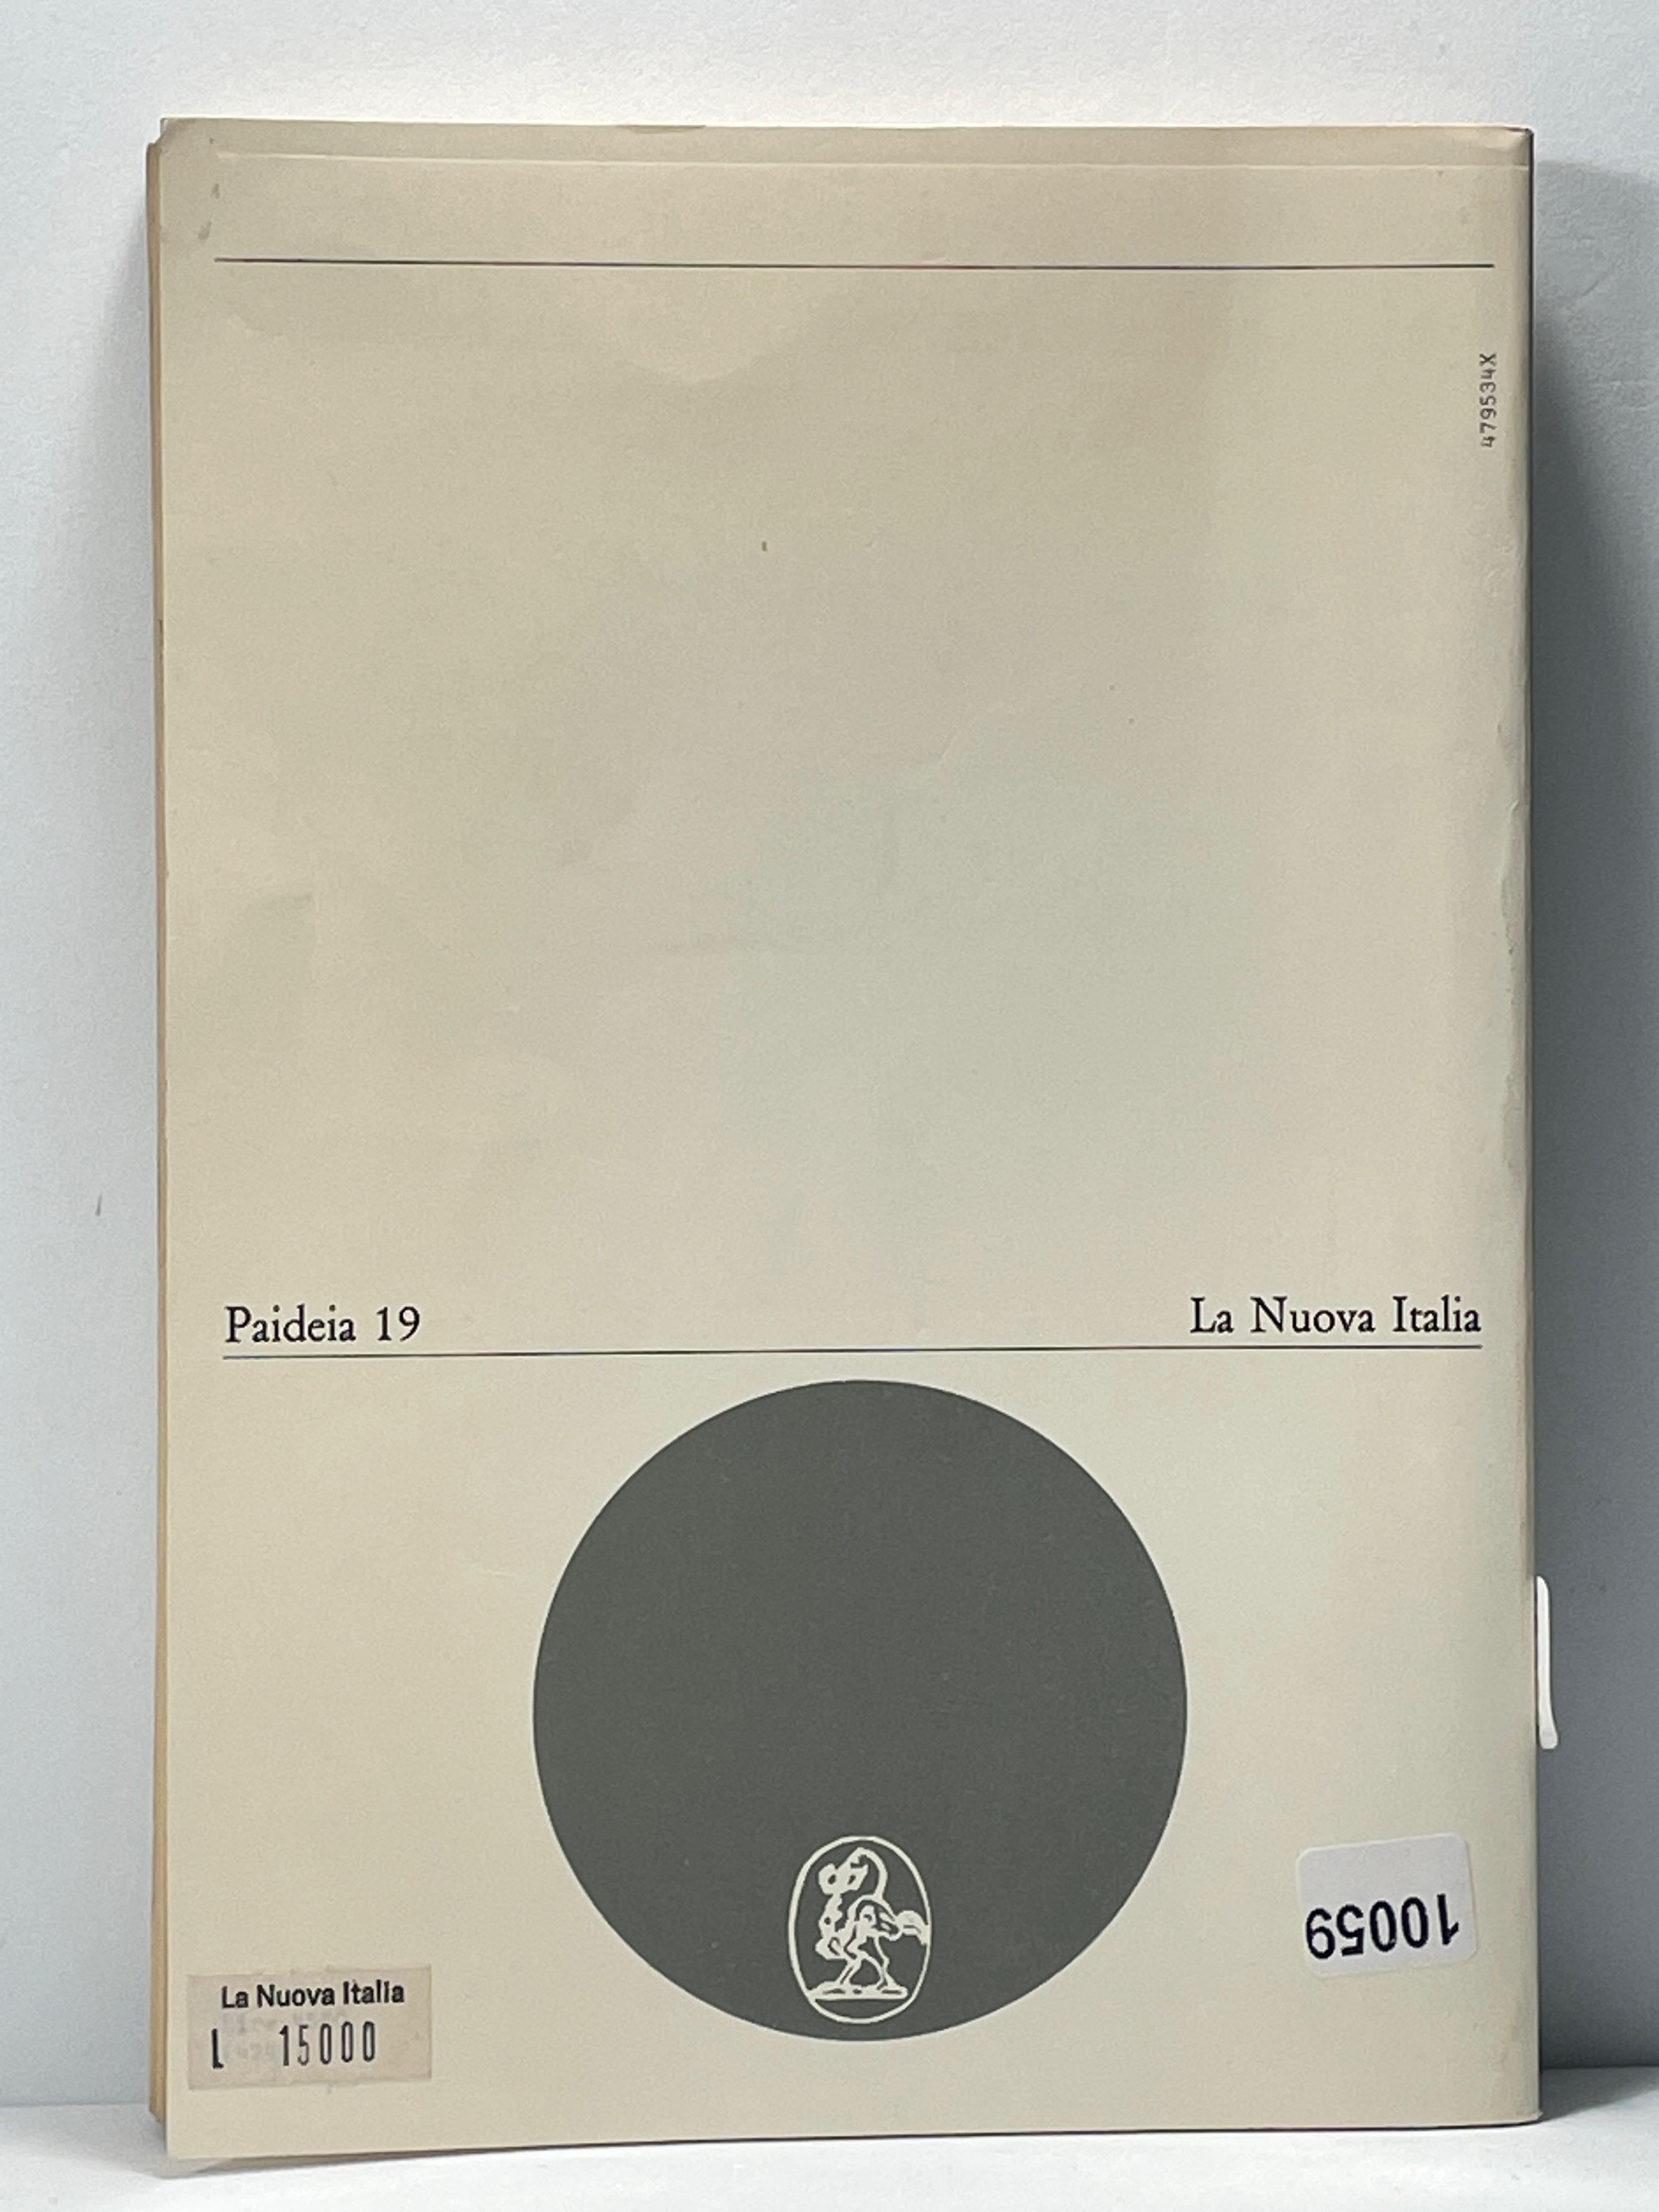 479534X
Paideia 19
La Nuova Italia
10059
La Nuova Italia
L 15000